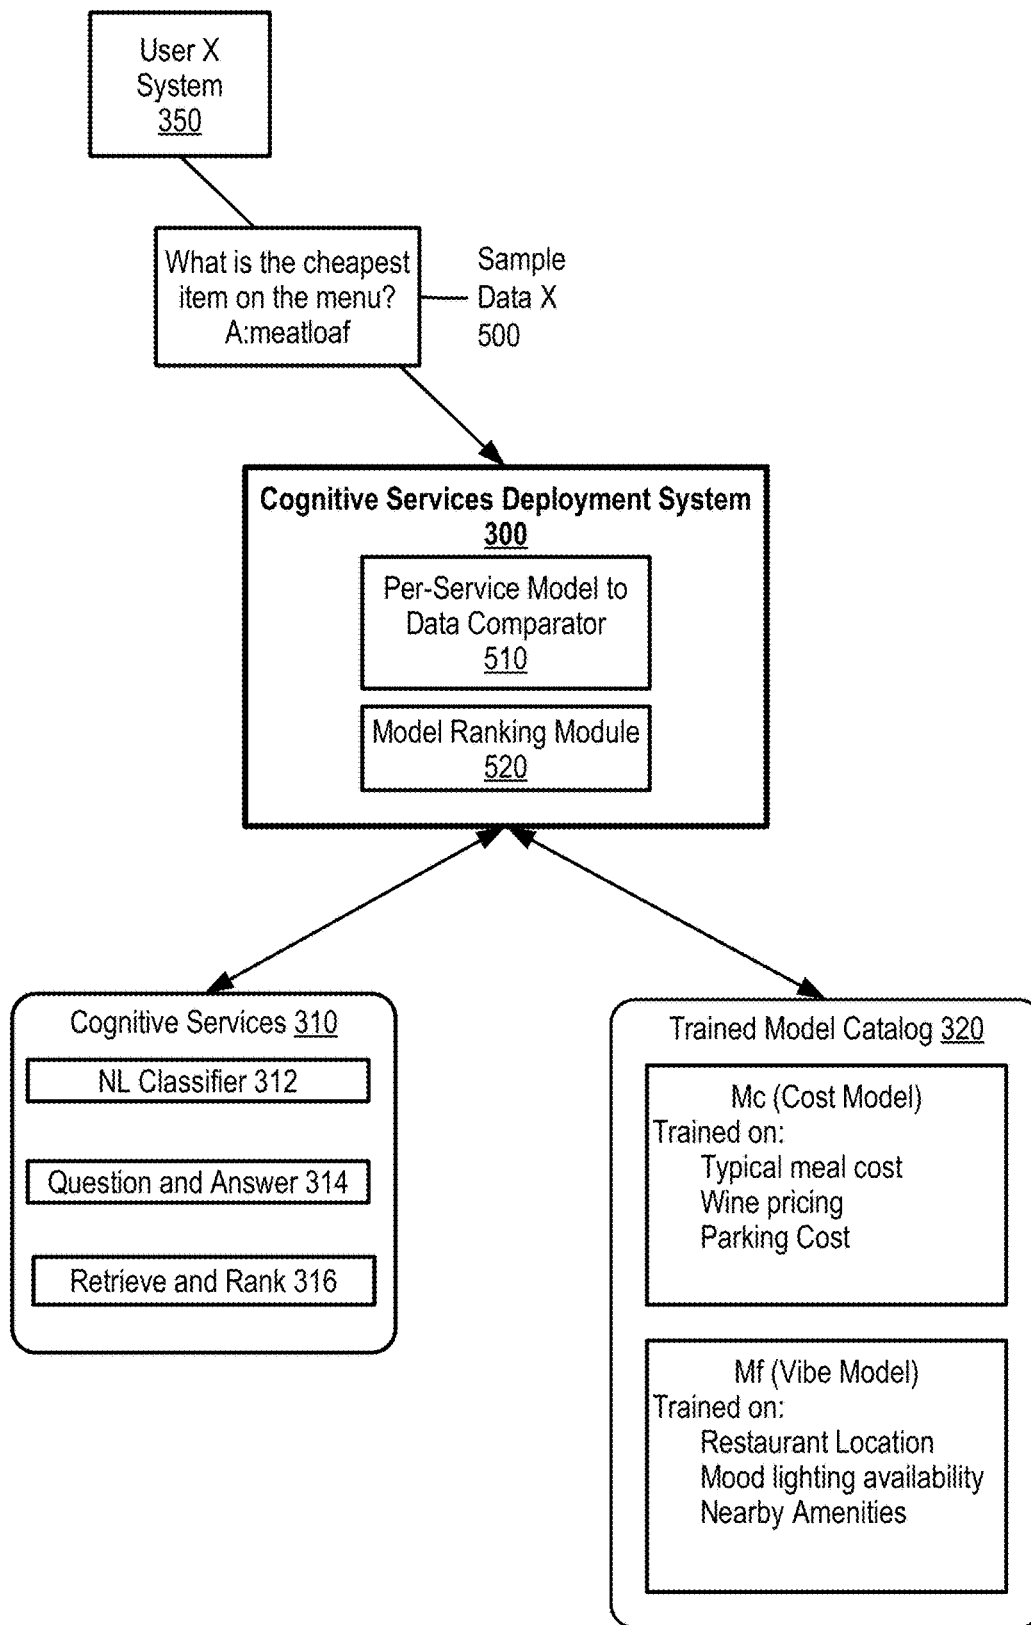 User X
System
350
What is the cheapest
item on the menu?
A:meatloaf
Sample
Data X
500
Cognitive Services Deployment System
300
Per-Service Model to
Data Comparator
510
Model Ranking Module
520
Cognitive Services 310
NL Classifier 312
Question and Answer 314
Retrieve and Rank 316
Trained Model Catalog 320
Mc (Cost Model)
Trained on:
Typical meal cost
Wine pricing
Parking Cost
Mf (Vibe Model)
Trained on:
Restaurant Location
Mood lighting availability
Nearby Amenities